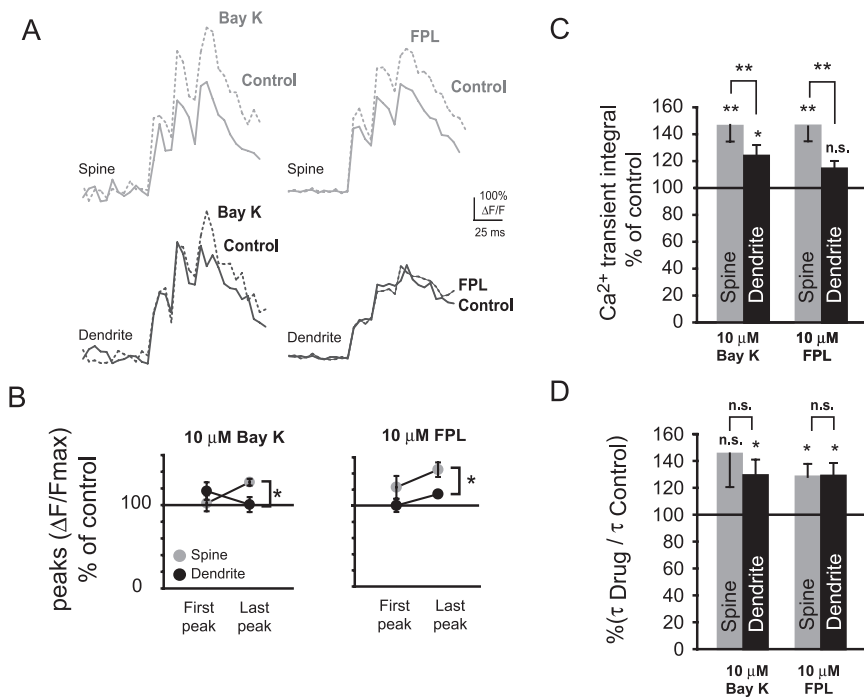 A
Bay K
Control
Spine
FPL
Control
Spine
100%
ΔF/F
25 ms
Bay K
Control
Dendrite
FPL
Control
Dendrite
B
peaks (ΔF/Fmax)
% of control
10 µM Bay K
10 µM FPL
100
0
*
*
Spine
Dendrite
First
peak
Last
peak
First
peak
Last
peak
C
Ca2+ transient integral
% of control
**
**
**
*
**
n.s.
160
140
120
100
80
60
40
20
0
Spine
Dendrite
Spine
Dendrite
10 µM
Bay K
10 µM
FPL
D
%(τ Drug / τ Control)
n.s.
n.s.
n.s.
*
*
*
160
140
120
100
80
60
40
20
0
Spine
Dendrite
Spine
Dendrite
10 µM
Bay K
10 µM
FPL